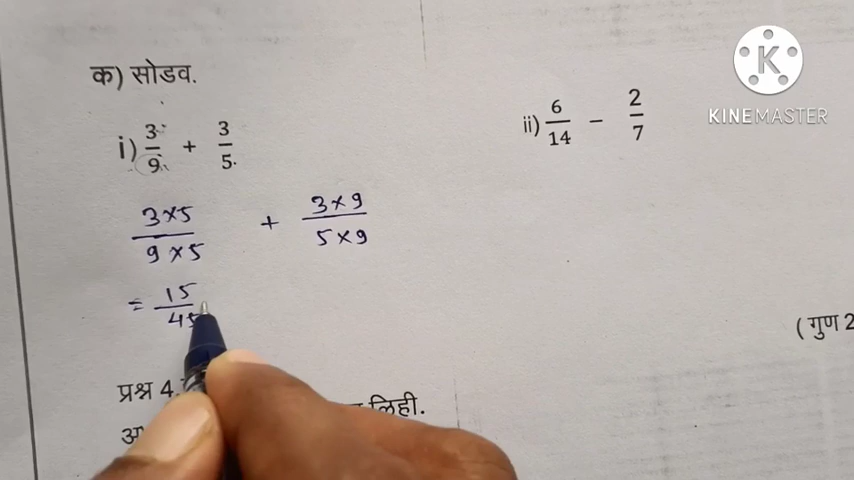 क) सोडव.
i) 3/9 + 3/5.
ii) 6/14 - 2/7
3×5/9×5 + 3×9/5×9
= 15/45
(गुण 2
प्रश्न 4.
लिही.
K
KINEMASTER